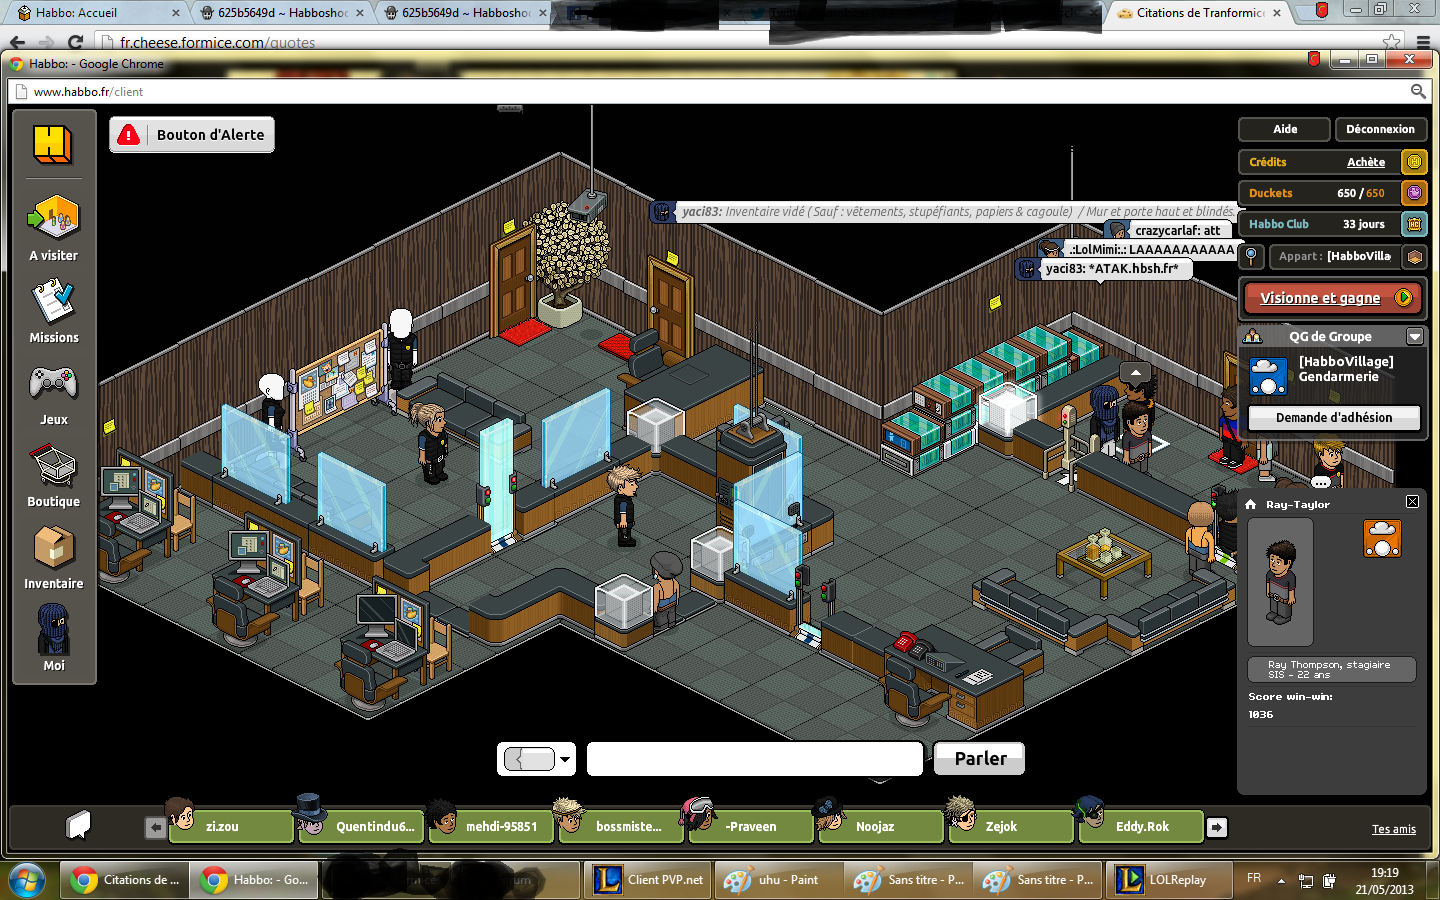 Habbo: Accueil
625b5649d ~ Habboshoo
625b5649d ~ Habboshoo
Citations de Tranformice
fr.cheese.formice.com/quotes
Habbo: - Google Chrome
www.habbo.fr/client
Bouton d'Alerte
A visiter
Missions
Jeux
Boutique
Inventaire
Moi
yaci83: Inventaire vidé ( Sauf : vêtements, stupéfiants, papiers & cagoule) / Mur et porte haut et blindés.
crazycarlaf: att
.:LolMimi:.: LAAAAAAAAAAA
yaci83: *ATAK.hbsh.fr*
Aide
Déconnexion
Crédits
Achète
Duckets
650 / 650
Habbo Club
33 jours
Appart : [HabboVilla
Visionne et gagne
QG de Groupe
[HabboVillage]
Gendarmerie
Demande d'adhésion
Ray-Taylor
Ray Thompson, stagiaire
SIS - 22 ans
Score win-win:
1036
Parler
zi.zou
Quentindu6...
mehdi-95851
bossmiste...
-Praveen
Noojaz
Zejok
Eddy.Rok
Tes amis
Citations de ...
Habbo: - Go...
Client PVP.net
uhu - Paint
Sans titre - P...
Sans titre - P...
LOLReplay
FR
19:19
21/05/2013